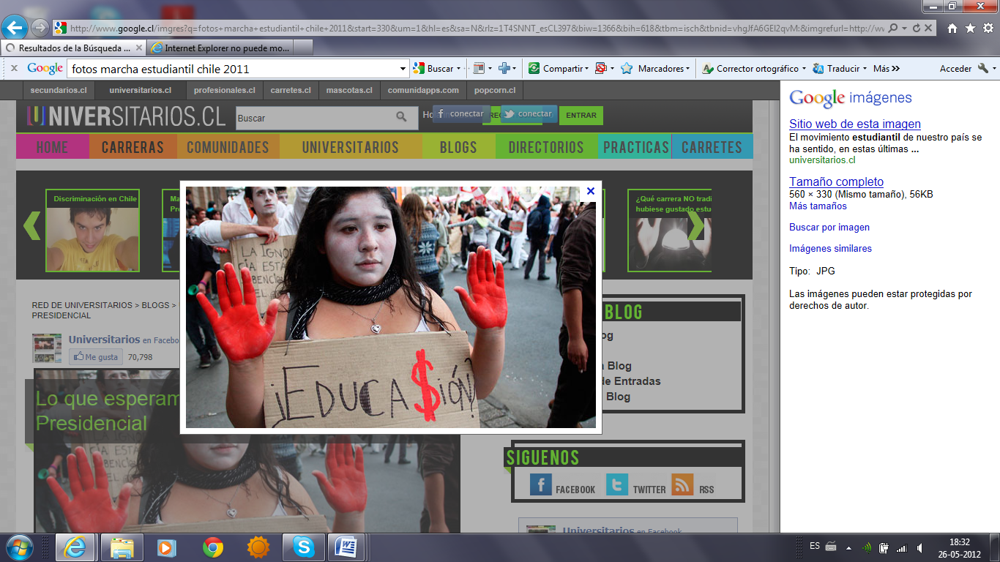 http://www.google.cl/imgres?q=fotos+marcha+estudiantil+chile+2011&start=330&um=1&hl=es&sa=N&rlz=1T4SNNT_esCL397&biw=1366&bih=618&tbm=isch&tbnid=vhgJfA6GEI2qvM:&imgrefurl=http://wv
Resultados de la Búsqueda ...
Internet Explorer no puede mo...
Google
fotos marcha estudiantil chile 2011
Buscar
Compartir
Marcadores
Corrector ortográfico
Traducir
Más
Acceder
secundarios.cl
universitarios.cl
profesionales.cl
carretes.cl
mascotas.cl
comunidapps.com
popcorn.cl
UNIVERSITARIOS.CL
Buscar
conectar
conectar
ENTRAR
HOME
CARRERAS
COMUNIDADES
UNIVERSITARIOS
BLOGS
DIRECTORIOS
PRACTICAS
CARRETES
Discriminación en Chile
¿Qué carrera NO tradi
hubiese gustado estu
LA IGNO
CIA ESTA
¡EDUCA$ión?
RED DE UNIVERSITARIOS > BLOGS >
PRESIDENCIAL
Universitarios en Facebo
Me gusta
70,798
Lo que esperam
Presidencial
BLOG
og
n Blog
de Entradas
Blog
SIGUENOS
FACEBOOK
TWITTER
RSS
Universitarios en Facebook
Google imágenes
Sitio web de esta imagen
El movimiento estudiantil de nuestro país se
ha sentido, en estas últimas ...
universitarios.cl
Tamaño completo
560 × 330 (Mismo tamaño), 56KB
Más tamaños
Buscar por imagen
Imágenes similares
Tipo: JPG
Las imágenes pueden estar protegidas por
derechos de autor.
ES
18:32
26-05-2012